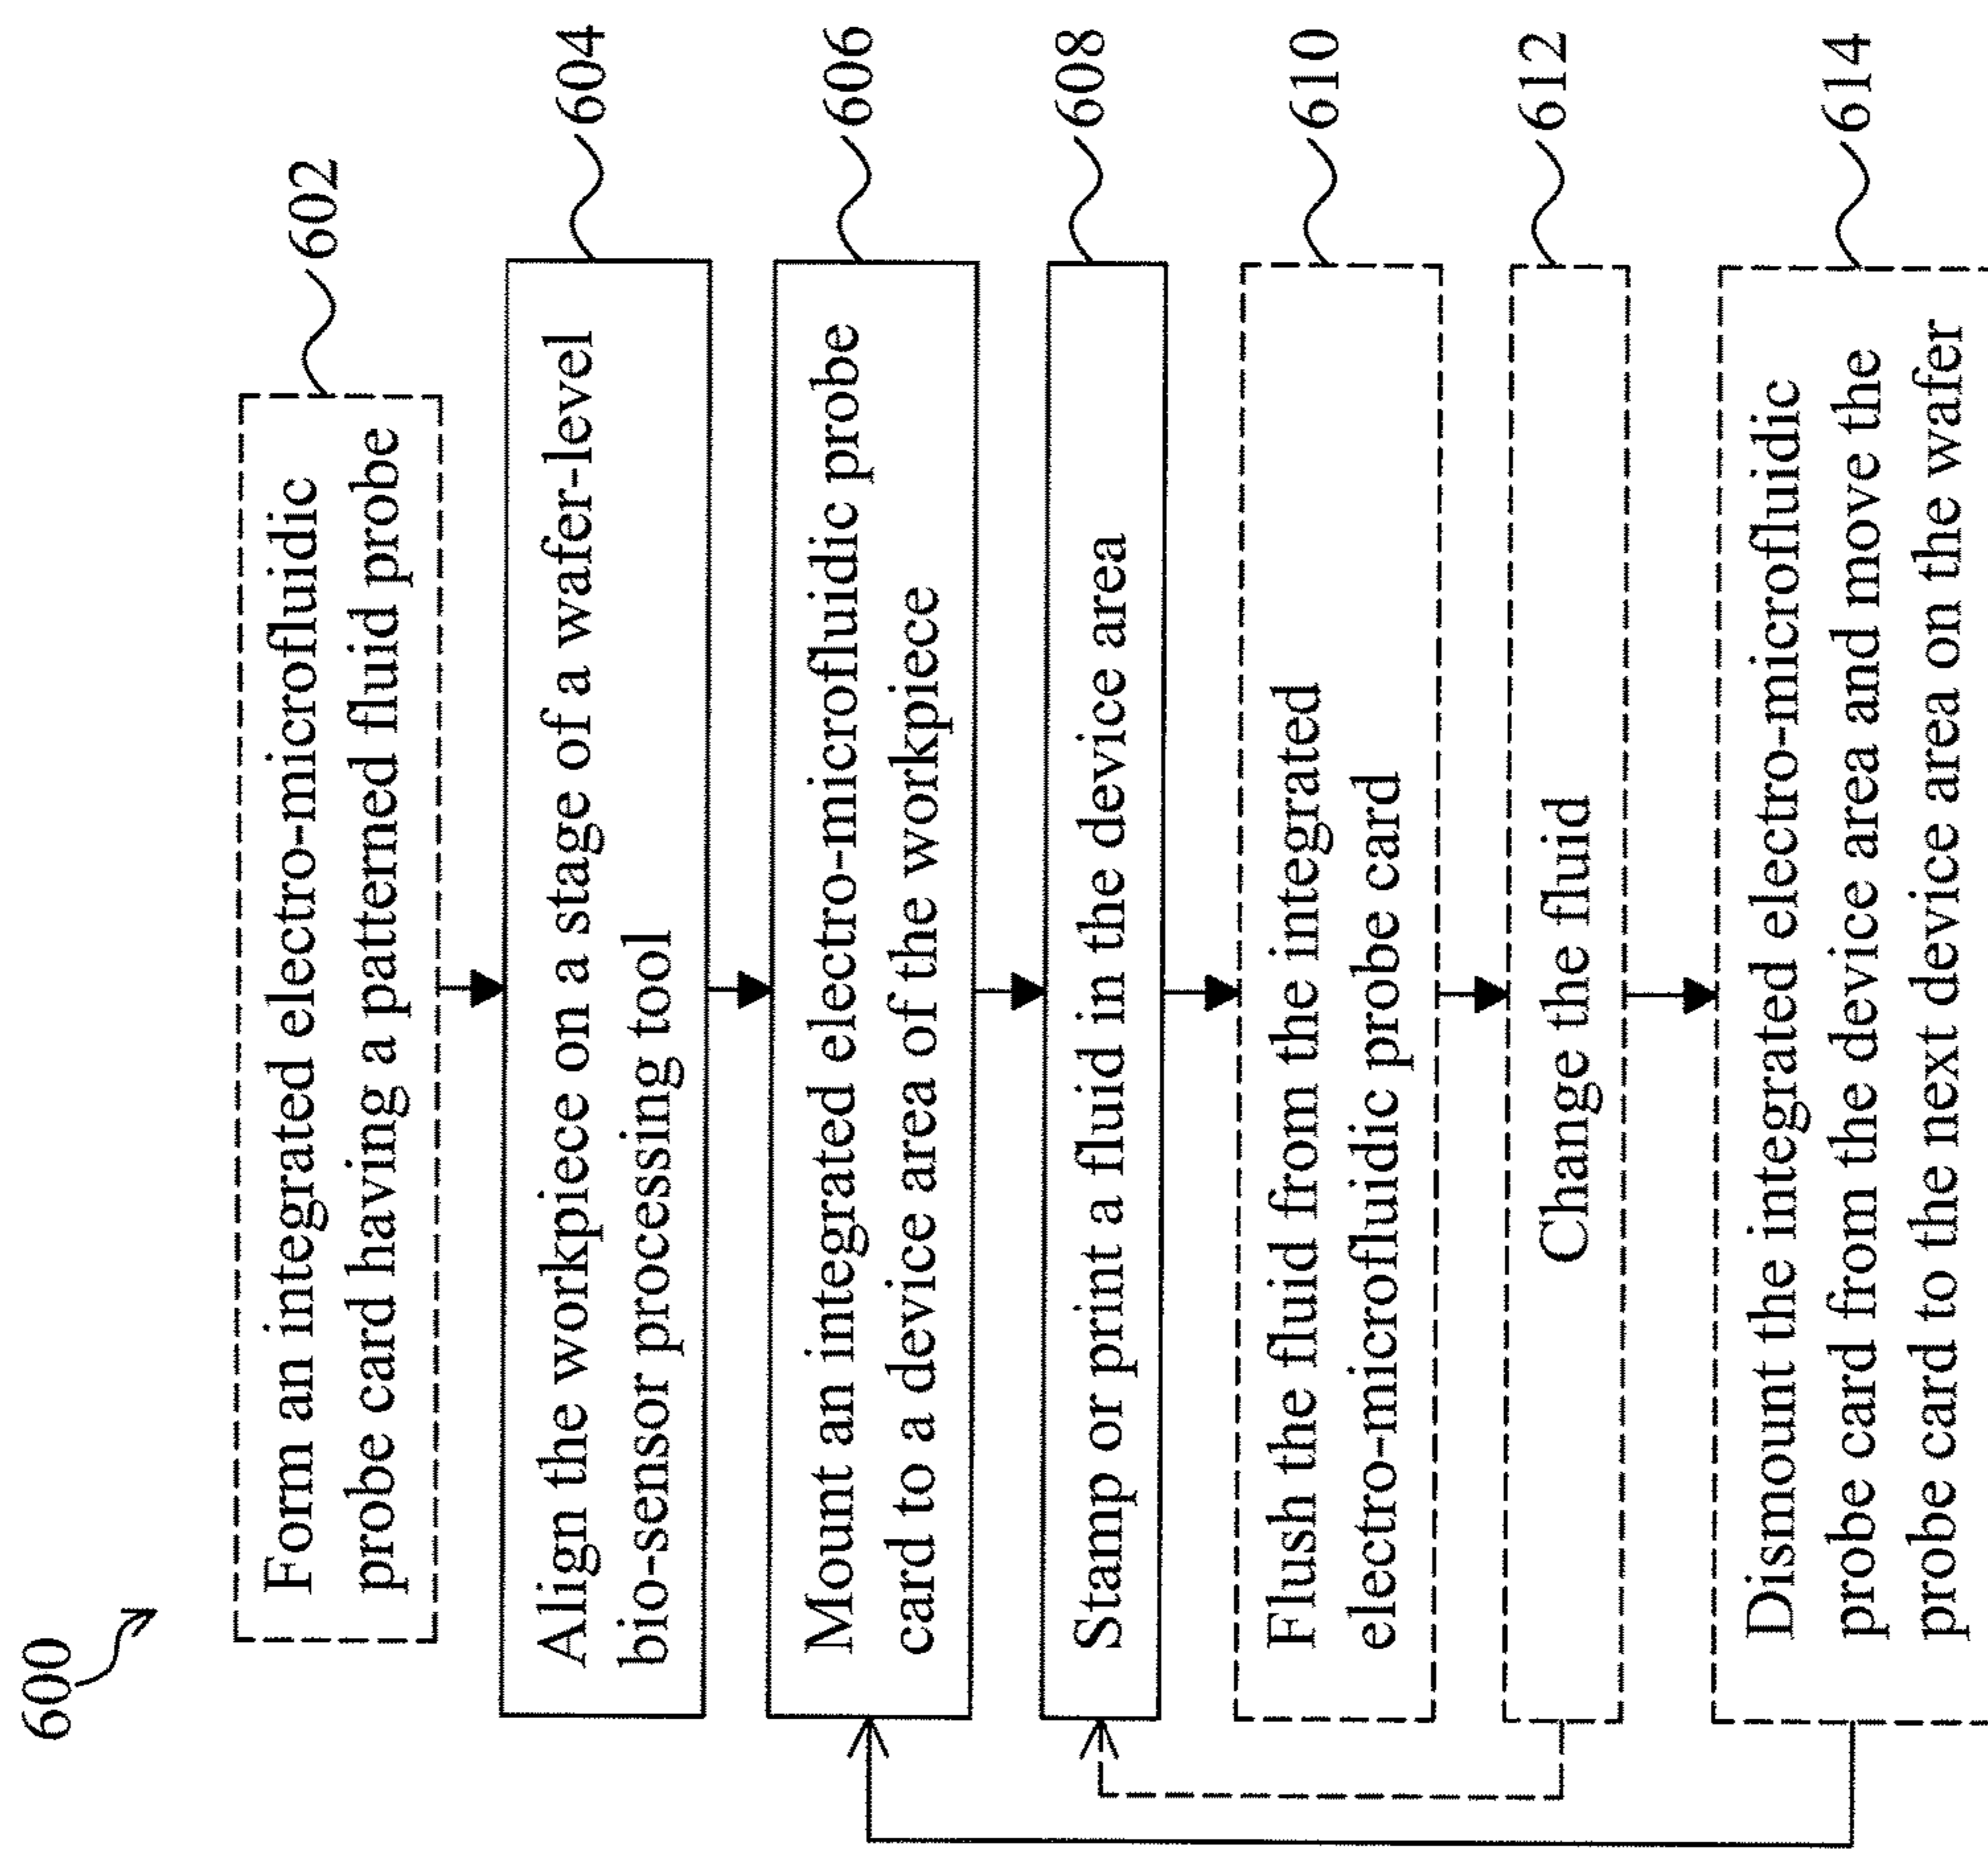 600
Form an integrated electro-microfluidic
probe card having a patterned fluid probe
602
Align the workpiece on a stage of a wafer-level
bio-sensor processing tool
604
Mount an integrated electro-microfluidic probe
card to a device area of the workpiece
606
Stamp or print a fluid in the device area
608
Flush the fluid from the integrated
electro-microfluidic probe card
610
Change the fluid
612
Dismount the integrated electro-microfluidic
probe card from the device area and move the
probe card to the next device area on the wafer
614